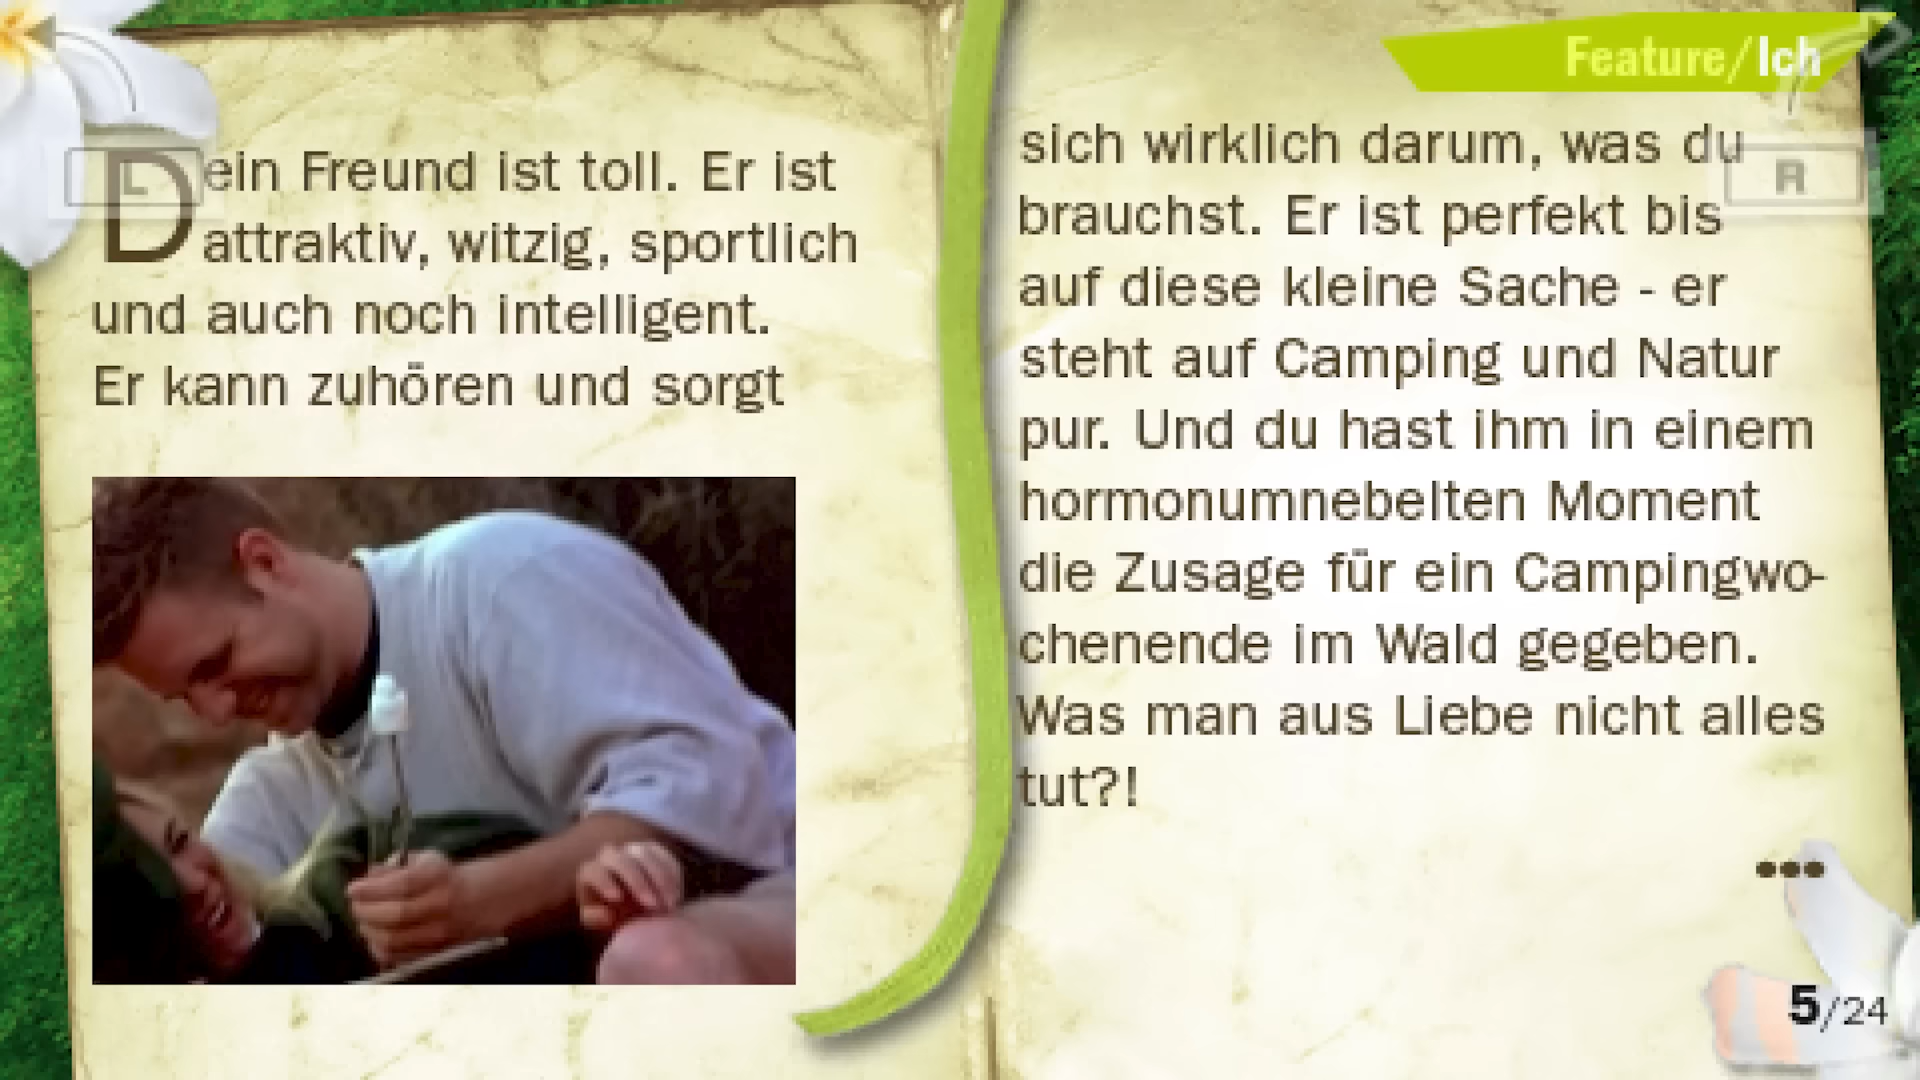 Feature/Ich
L
Dein Freund ist toll. Er ist
attraktiv, witzig, sportlich
und auch noch intelligent.
Er kann zuhören und sorgt
R
sich wirklich darum, was du
brauchst. Er ist perfekt bis
auf diese kleine Sache - er
steht auf Camping und Natur
pur. Und du hast ihm in einem
hormonumnebelten Moment
die Zusage für ein Campingwo-
chenende im Wald gegeben.
Was man aus Liebe nicht alles
tut?!
...
5/24